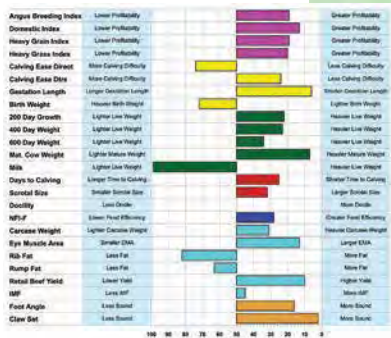 Angus Breeding Index Lower Profitability Greater Profitability
Domestic Index Lower Profitability Greater Profitability
Heavy Grain Index Lower Profitability Greater Profitability
Heavy Grass Index Lower Profitability Greater Profitability
Calving Ease Direct More Calving Difficulty Less Calving Difficulty
Calving Ease Dtrs More Calving Difficulty Less Calving Difficulty
Gestation Length Longer Gestation Length Shorter Gestation Length
Birth Weight Heavier Birth Weight Lighter Birth Weight
200 Day Growth Lighter Live Weight Heavier Live Weight
400 Day Weight Lighter Live Weight Heavier Live Weight
600 Day Weight Lighter Live Weight Heavier Live Weight
Mat. Cow Weight Lighter Mature Weight Heavier Mature Weight
Milk Lighter Live Weight Heavier Live Weight
Days to Calving Longer Time to Calving Shorter Time to Calving
Scrotal Size Smaller Scrotal Size Larger Scrotal Size
Docility Less Docile More Docile
NFI-F Lower Feed Efficiency Greater Feed Efficiency
Carcase Weight Lighter Carcase Weight Heavier Carcase Weight
Eye Muscle Area Smaller EMA Larger EMA
Rib Fat Less Fat More Fat
Rump Fat Less Fat More Fat
Retail Beef Yield Lower Yield Higher Yield
IMF Less IMF More IMF
Foot Angle Less Sound More Sound
Claw Set Less Sound More Sound
100 90 80 70 60 50 40 30 20 10 0